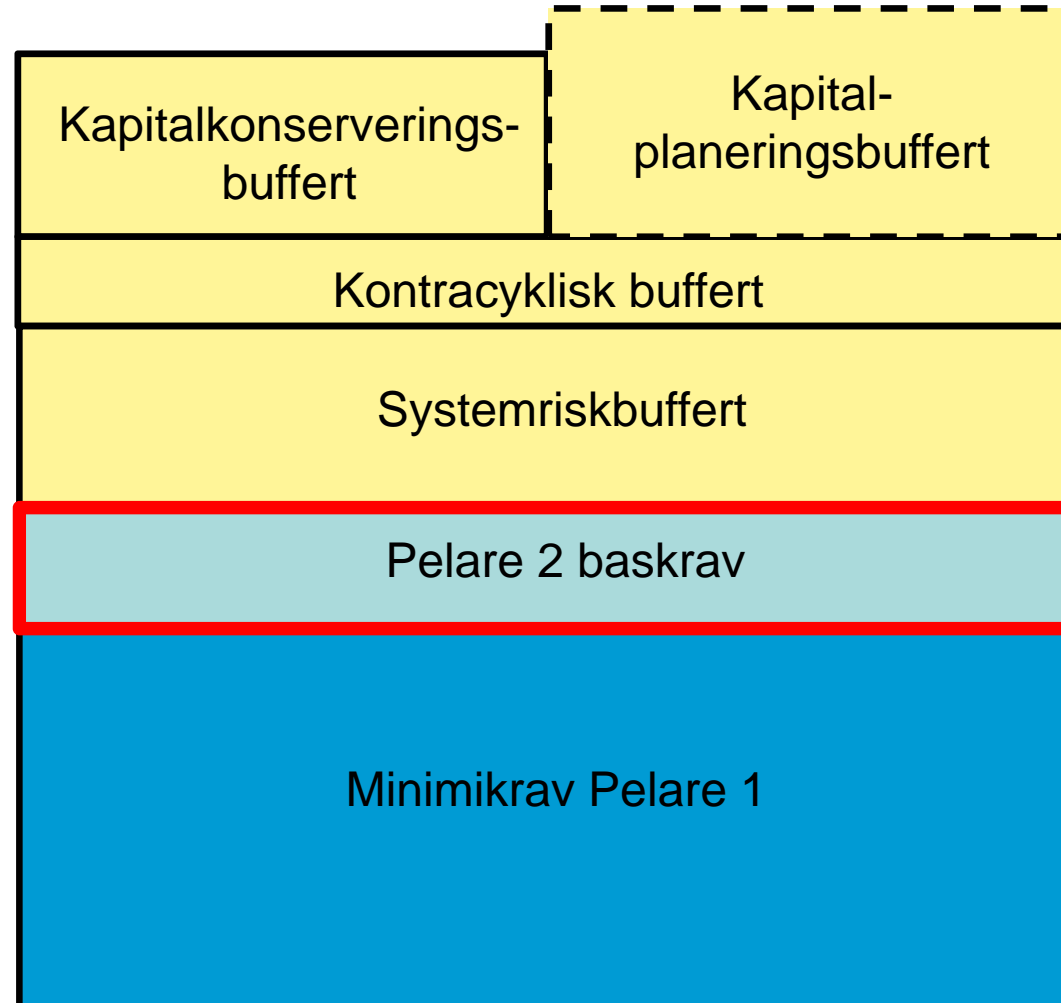 Kapitalkonserverings-
buffert
Kapital-
planeringsbuffert
Kontracyklisk buffert
Systemriskbuffert
Pelare 2 baskrav
Minimikrav Pelare 1